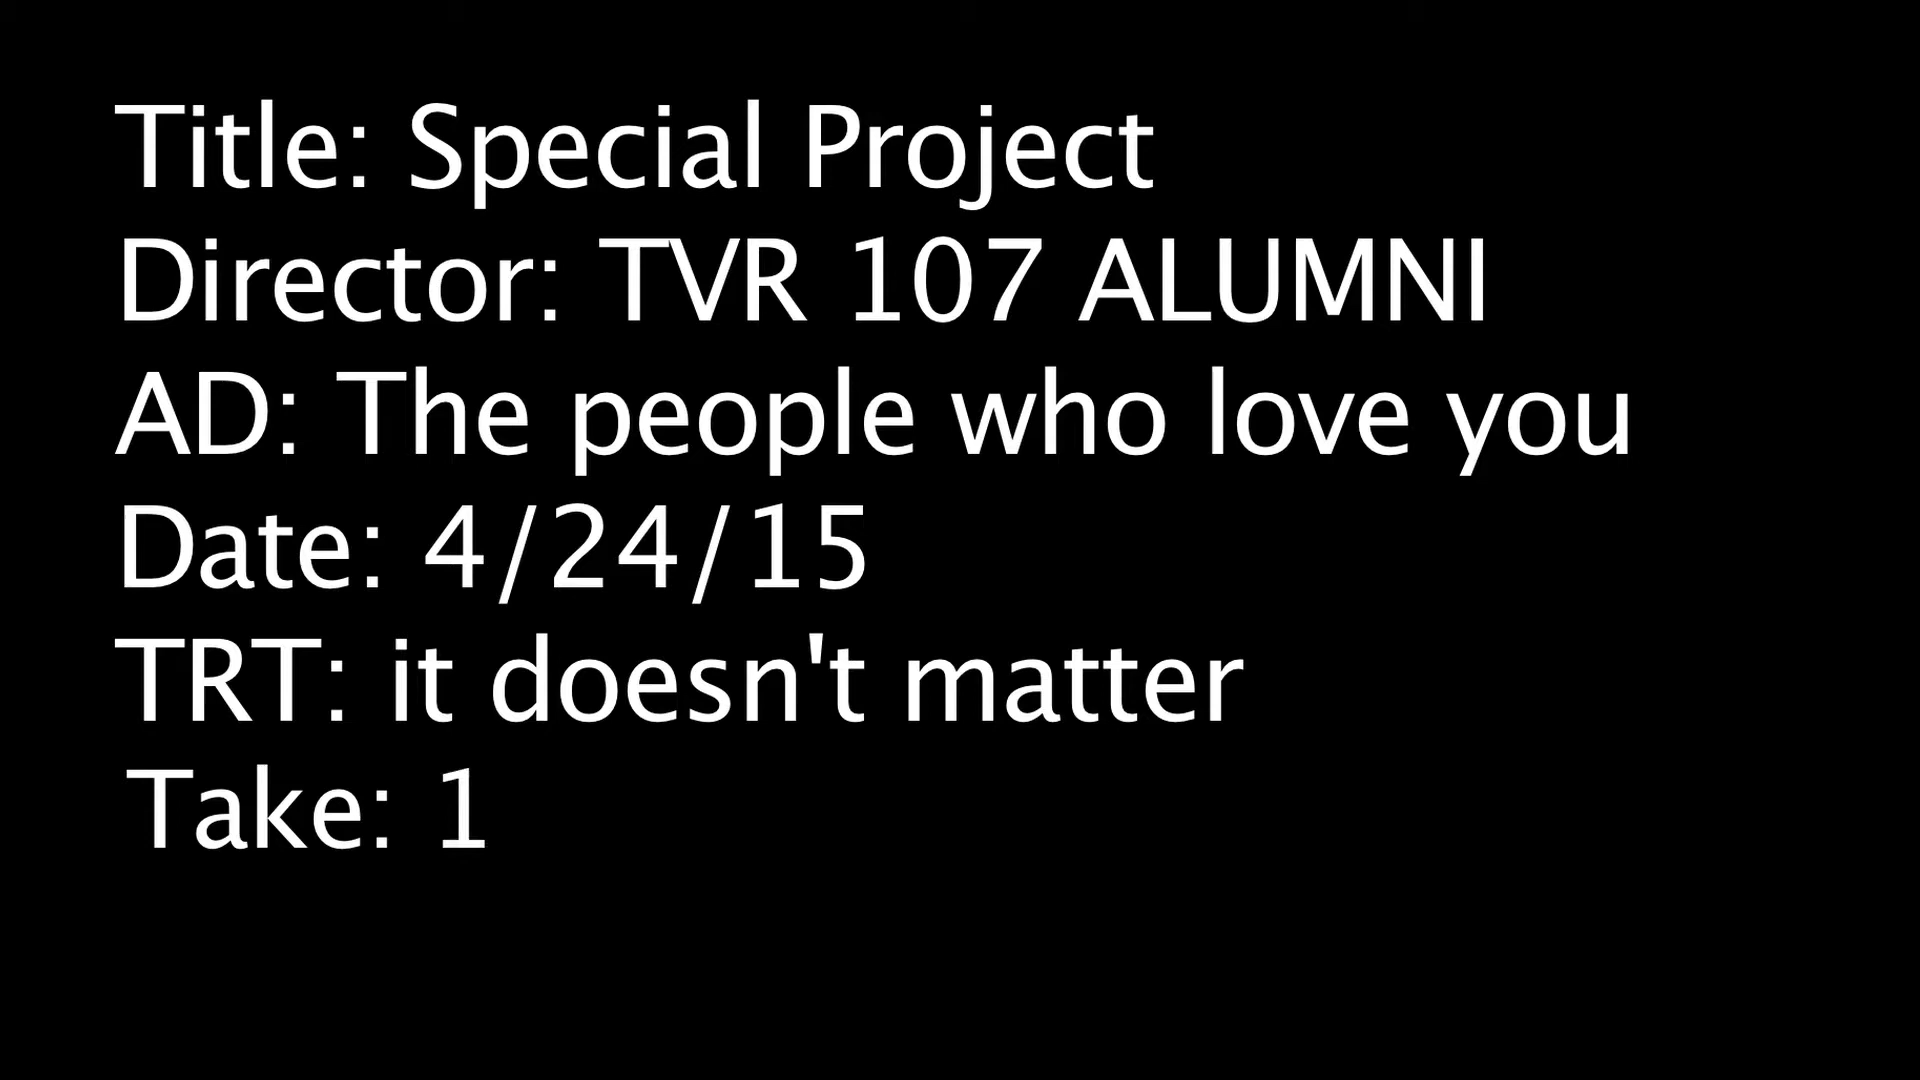 Title: Special Project
Director: TVR 107 ALUMNI
AD: The people who love you
Date: 4/24/15
TRT: it doesn't matter
Take: 1